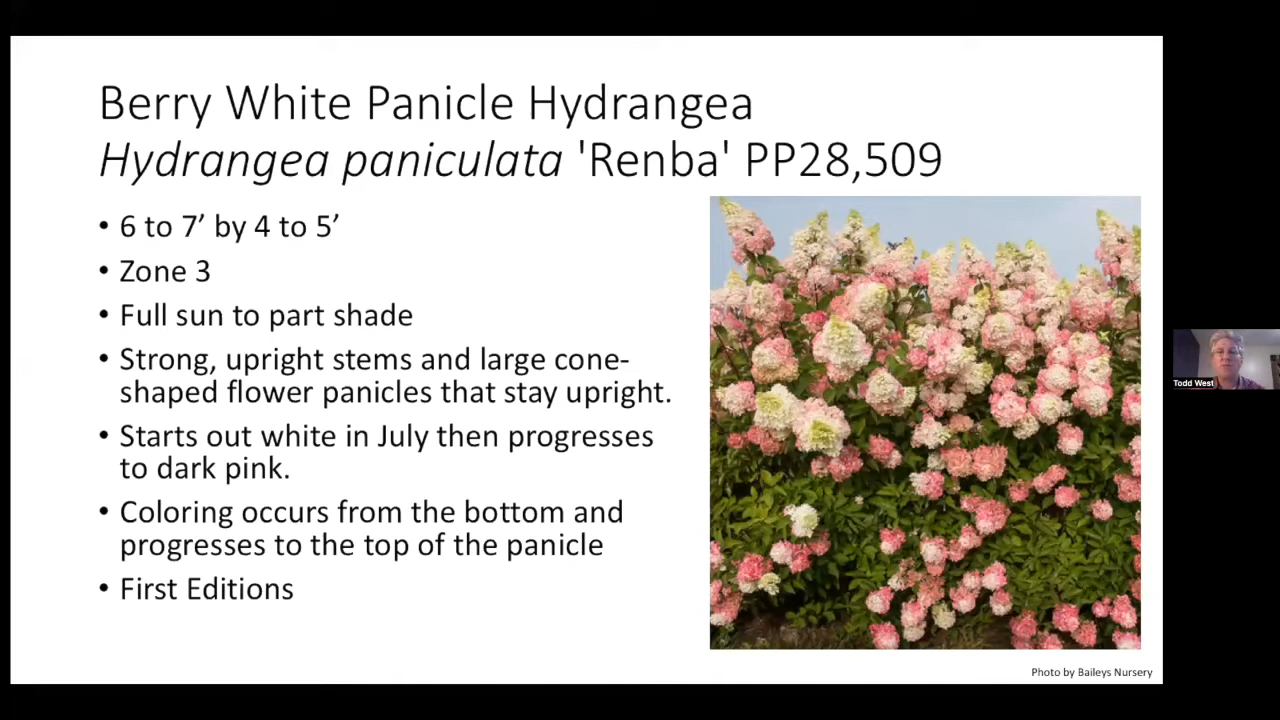 Berry White Panicle Hydrangea
Hydrangea paniculata 'Renba' PP28,509
• 6 to 7’ by 4 to 5’
• Zone 3
• Full sun to part shade
• Strong, upright stems and large cone-
shaped flower panicles that stay upright.
• Starts out white in July then progresses
to dark pink.
• Coloring occurs from the bottom and
progresses to the top of the panicle
• First Editions
Photo by Baileys Nursery
Todd West